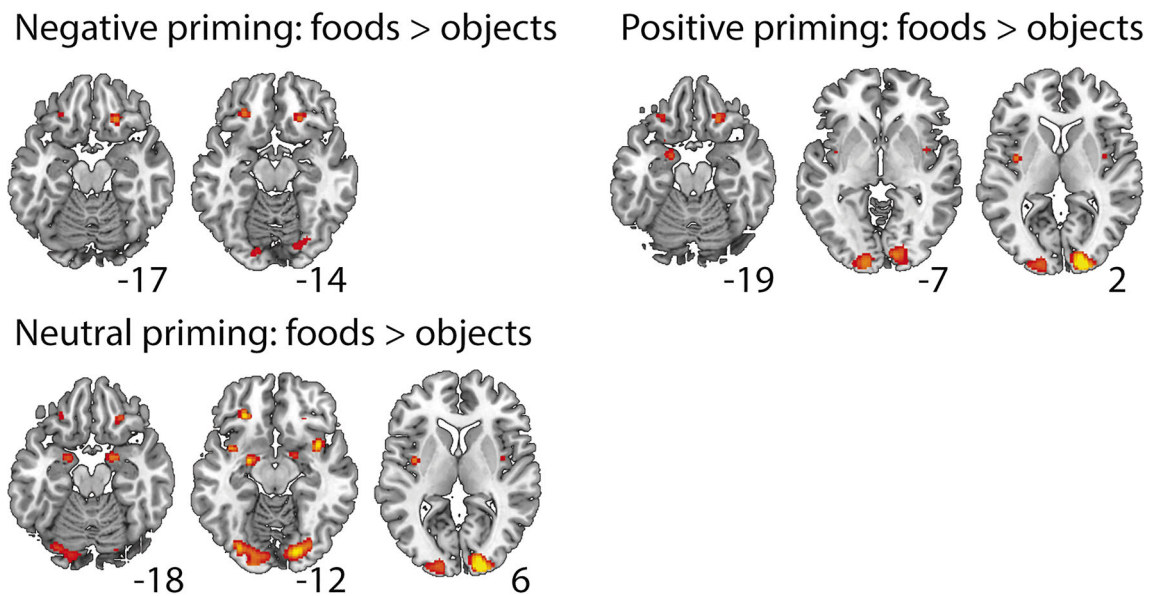 Negative priming: foods > objects
Positive priming: foods > objects
-17
-14
-19
-7
2
Neutral priming: foods > objects
-18
-12
6